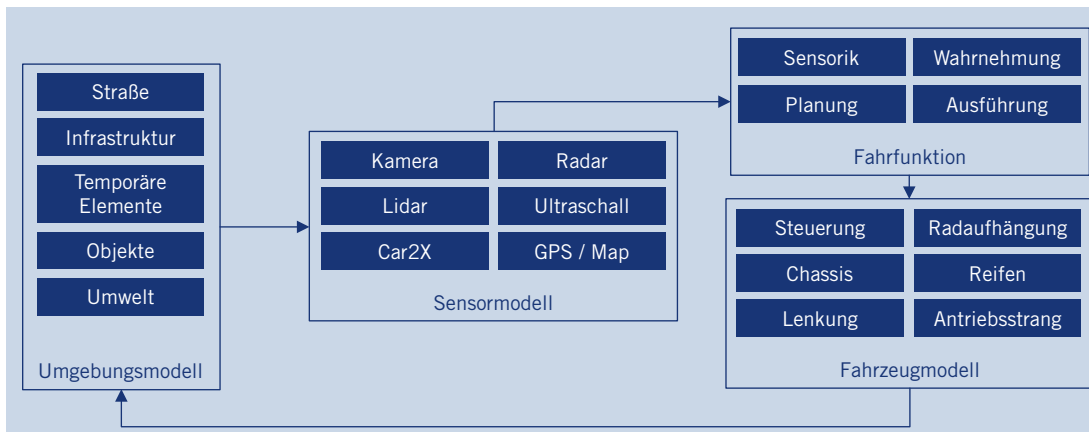 Straße
Infrastruktur
Temporäre
Elemente
Objekte
Umwelt
Umgebungsmodell
Kamera
Radar
Lidar
Ultraschall
Car2X
GPS / Map
Sensormodell
Sensorik
Wahrnehmung
Planung
Ausführung
Fahrfunktion
Steuerung
Radaufhängung
Chassis
Reifen
Lenkung
Antriebsstrang
Fahrzeugmodell